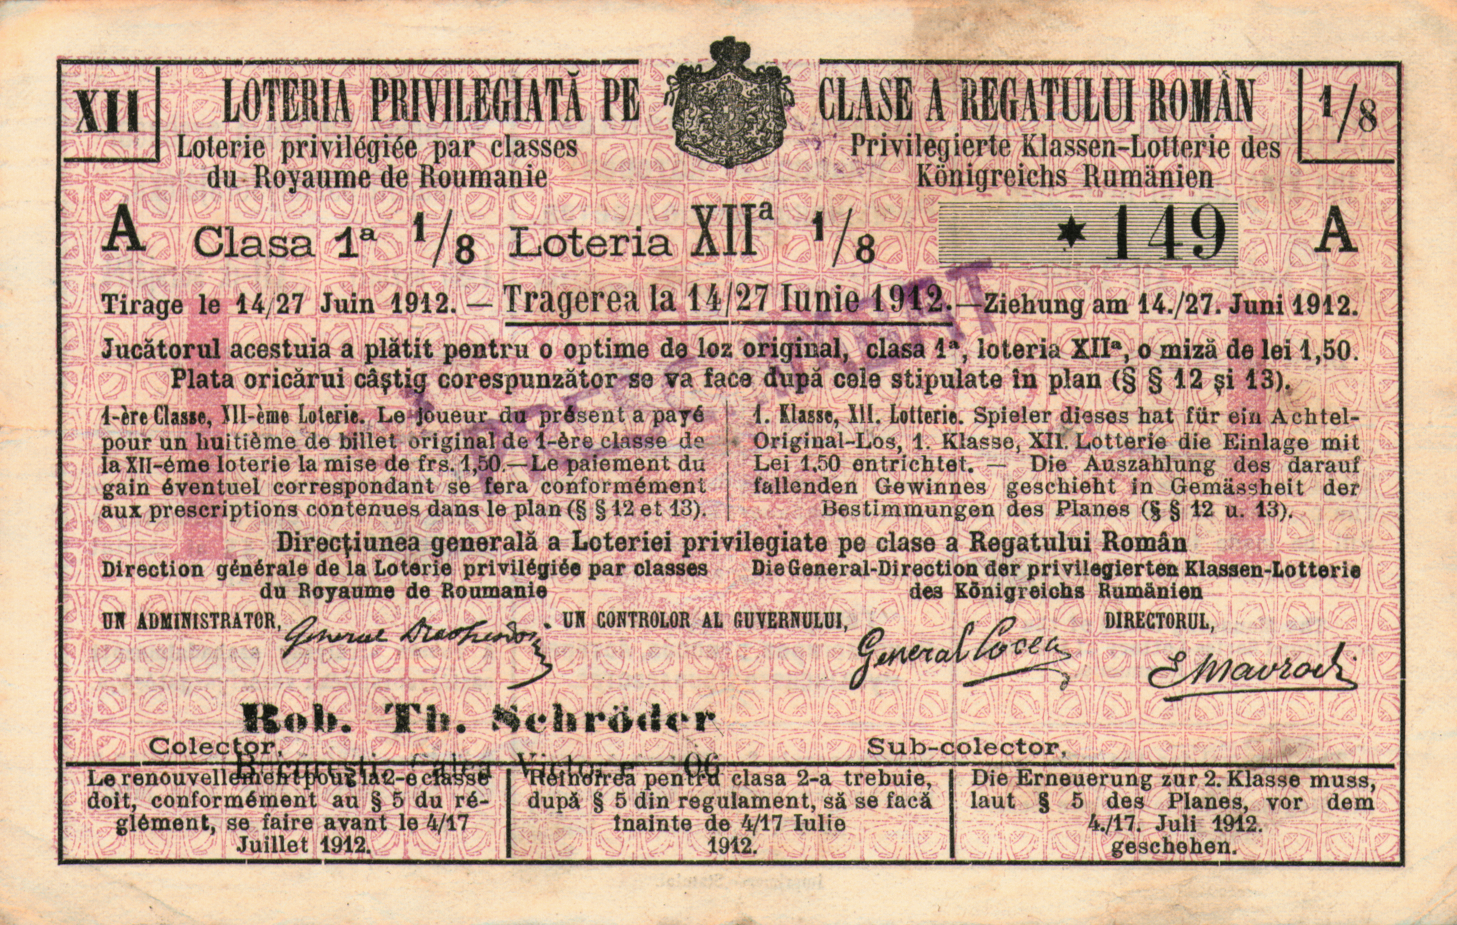 XII
LOTERIA PRIVILEGIATĂ PE CLASE A REGATULUI ROMÂN
1/8
Loterie privilégiée par classes
du Royaume de Roumanie
Privilegierte Klassen-Lotterie des
Königreichs Rumänien
A Clasa 1ª 1/8 Loteria XIIª 1/8 ★ 149 A
Tirage le 14/27 Juin 1912. — Tragerea la 14/27 Iunie 1912. — Ziehung am 14./27. Juni 1912.
Jucătorul acestuia a plătit pentru o optime de loz original, clasa 1ª, loteria XIIª, o miză de lei 1,50.
Plata oricărui câștig corespunzător se va face după cele stipulate în plan (§ § 12 și 13).
1-ère Classe, XII-ème Loterie. Le joueur du présent a payé
pour un huitième de billet original de 1-ère classe de
la XII-éme loterie la mise de frs. 1,50.—Le paiement du
gain éventuel correspondant se fera conformément
aux prescriptions contenues dans le plan (§ § 12 et 13).
1. Klasse, XII. Lotterie. Spieler dieses hat für ein Achtel-
Original-Los, 1. Klasse, XII. Lotterie die Einlage mit
Lei 1,50 entrichtet. — Die Auszahlung des darauf
fallenden Gewinnes geschieht in Gemässheit der
Bestimmungen des Planes (§ § 12 u. 13).
Direcțiunea generală a Loteriei privilegiate pe clase a Regatului Român
Direction générale de la Loterie privilégiée par classes
du Royaume de Roumanie
Die General-Direction der privilegierten Klassen-Lotterie
des Königreichs Rumänien
UN ADMINISTRATOR, General
UN CONTROLOR AL GUVERNULUI, General Cocea
DIRECTORUL, E Mavrodi
Rob. Th. Schröder
Colector.
Sub-colector.
București Calea
Le renouvellement pour la 2-e classe
doit, conformément au § 5 du ré-
glément, se faire avant le 4/17
Juillet 1912.
Reînoirea pentru clasa 2-a trebuie,
după § 5 din regulament, să se facă
înainte de 4/17 Iulie
1912.
Die Erneuerung zur 2. Klasse muss,
laut § 5 des Planes, vor dem
4./17. Juli 1912.
geschehen.